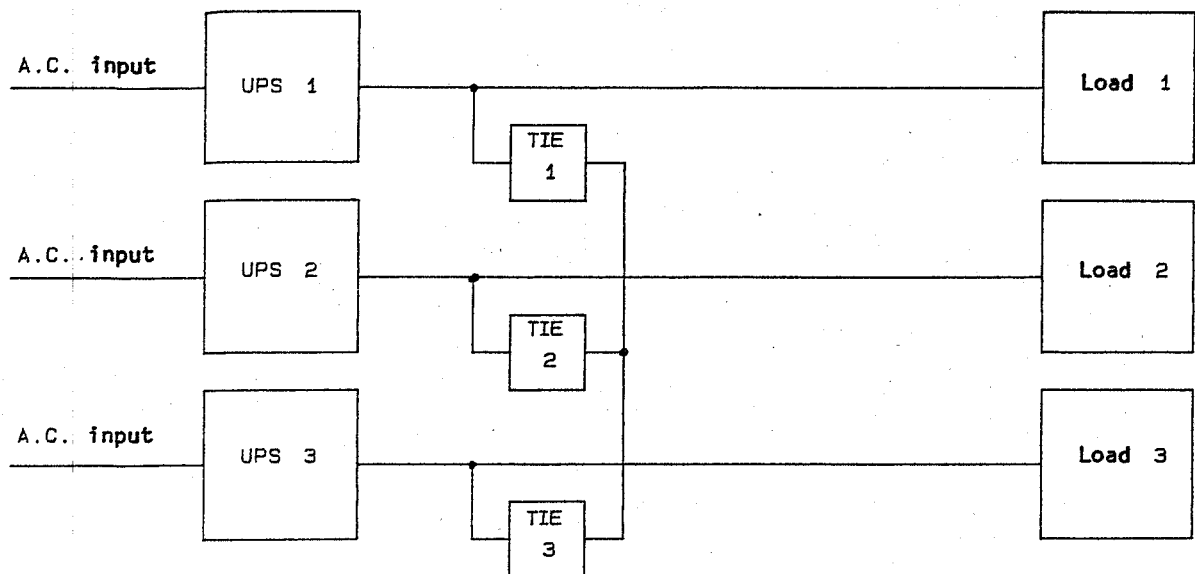 A.C. input
UPS 1
Load 1
TIE
1
A.C. input
UPS 2
Load 2
TIE
2
A.C. input
UPS 3
Load 3
TIE
3